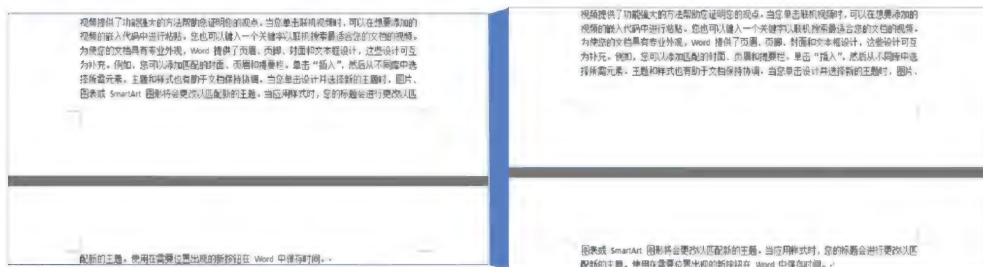 视频提供了功能强大的方法帮助您证明您的观点。当您单击联机视频时，可以在想要添加的
视频的嵌入代码中进行粘贴。您也可以键入一个关键字以联机搜索最适合您的文档的视频。
为使您的文档具有专业外观，Word 提供了页眉、页脚、封面和文本框设计，这些设计可互
为补充。例如，您可以添加匹配的封面、页眉和提要栏。单击“插入”，然后从不同库中选
择所需元素。主题和样式也有助于文档保持协调。当您单击设计并选择新的主题时，图片、
图表或 SmartArt 图形将会更改以匹配新的主题。当应用样式时，您的标题会进行更改以匹
配新的主题。使用在需要位置出现的新按钮在 Word 中保存时间。
视频提供了功能强大的方法帮助您证明您的观点。当您单击联机视频时，可以在想要添加的
视频的嵌入代码中进行粘贴。您也可以键入一个关键字以联机搜索最适合您的文档的视频。
为使您的文档具有专业外观，Word 提供了页眉、页脚、封面和文本框设计，这些设计可互
为补充。例如，您可以添加匹配的封面、页眉和提要栏。单击“插入”，然后从不同库中选
择所需元素。主题和样式也有助于文档保持协调。当您单击设计并选择新的主题时，图片、
图表或 SmartArt 图形将会更改以匹配新的主题。当应用样式时，您的标题会进行更改以匹
配新的主题。使用在需要位置出现的新按钮在 Word 中保存时间。